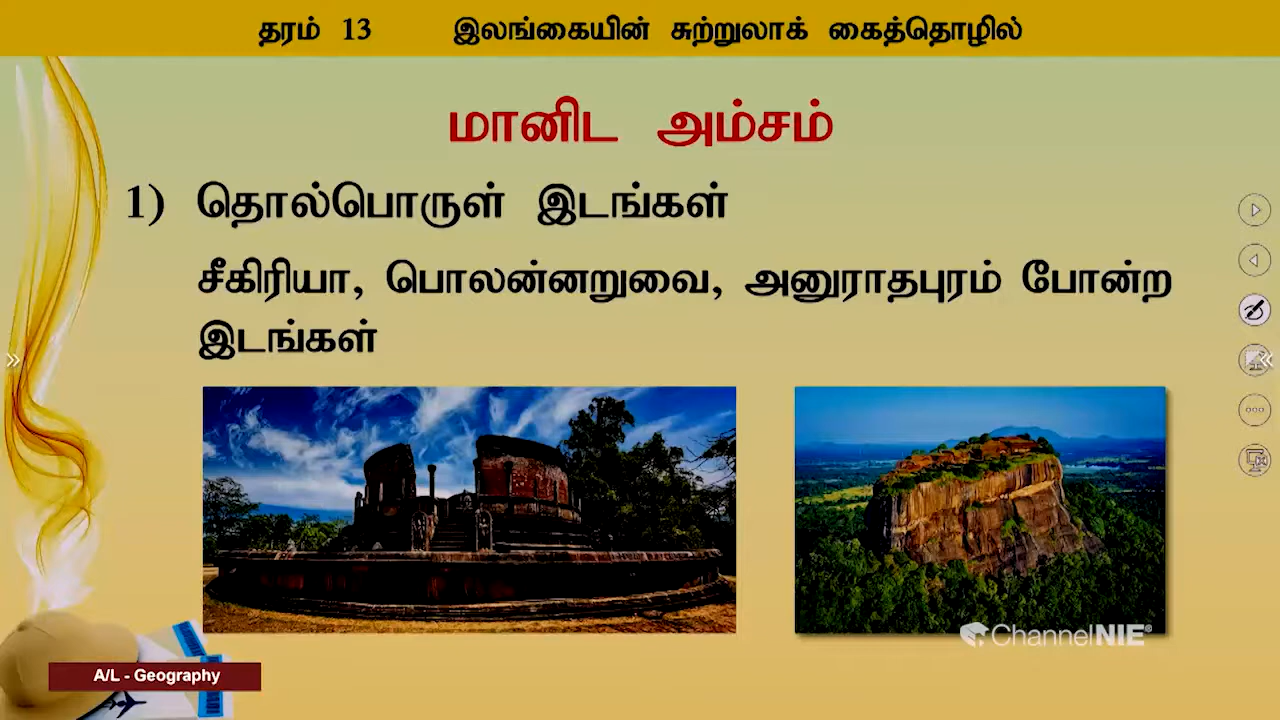 தரம் 13 இலங்கையின் சுற்றுலாக் கைத்தொழில்
மானிட அம்சம்
1) தொல்பொருள் இடங்கள்
சீகிரியா, பொலன்னறுவை, அனுராதபுரம் போன்ற
இடங்கள்
ChannelNIE®
A/L - Geography